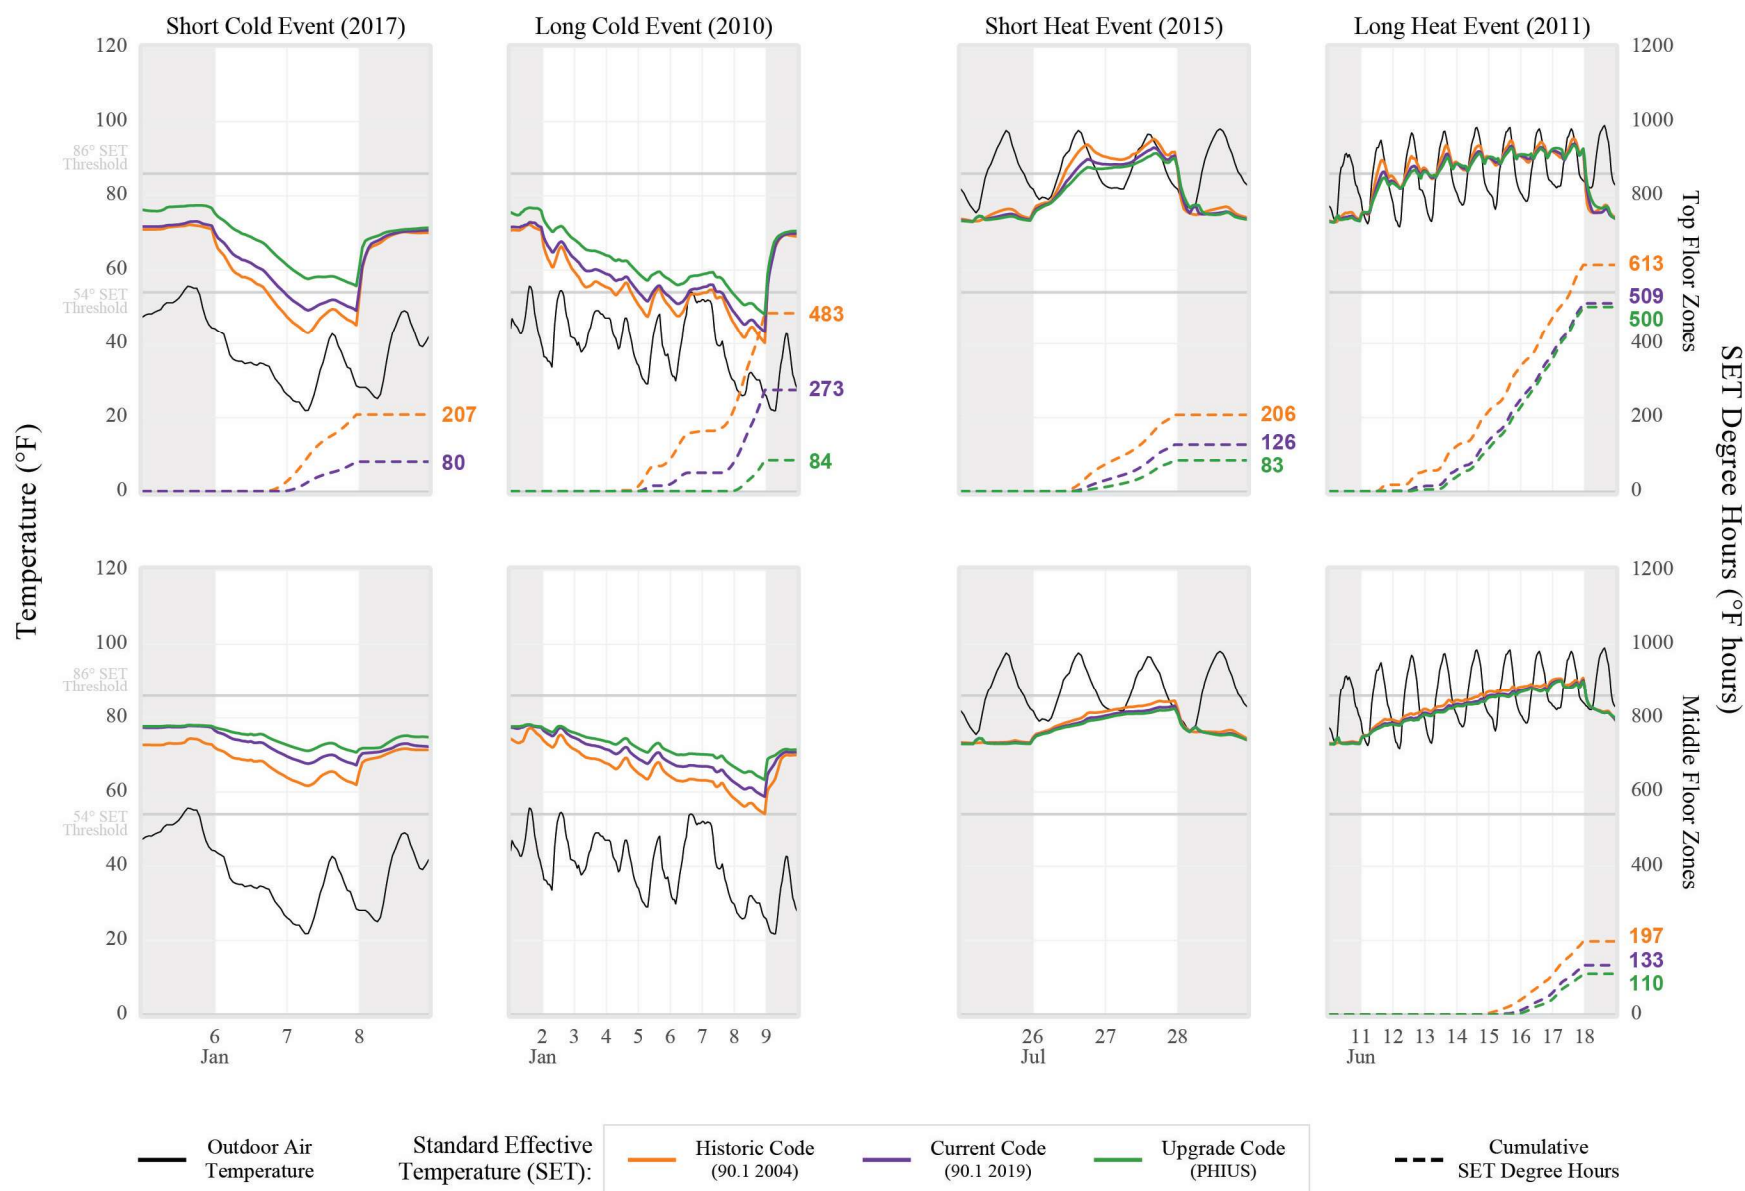 Short Cold Event (2017)
Long Cold Event (2010)
Short Heat Event (2015)
Long Heat Event (2011)
120
100
80
60
40
20
0
86° SET
Threshold
54° SET
Threshold
207
80
483
273
84
206
126
83
613
509
500
1200
1000
800
400
200
0
Top Floor Zones
Temperature (°F)
SET Degree Hours (°F hours)
120
100
80
60
40
20
0
86° SET
Threshold
54° SET
Threshold
197
133
110
1200
1000
800
600
400
0
Middle Floor Zones
6 7 8
Jan
2 3 4 5 6 7 8 9
Jan
26 27 28
Jul
11 12 13 14 15 16 17 18
Jun
Outdoor Air
Temperature
Standard Effective
Temperature (SET):
Historic Code
(90.1 2004)
Current Code
(90.1 2019)
Upgrade Code
(PHIUS)
Cumulative
SET Degree Hours